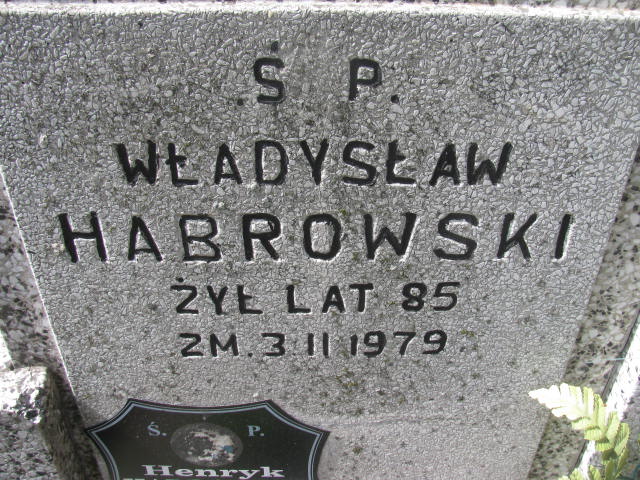 Ś P.
WŁADYSŁAW
HABROWSKI
ŻYŁ LAT 85
ZM. 3 II 1979
Ś. P.
Henryk